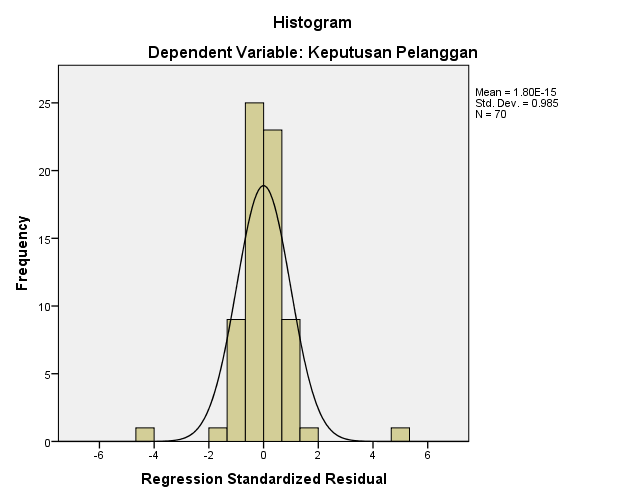 Histogram
Dependent Variable: Keputusan Pelanggan
Mean = 1.80E-15
Std. Dev. = 0.985
N = 70
Frequency
25
20
15
10
5
0
-6 -4 -2 0 2 4 6
Regression Standardized Residual